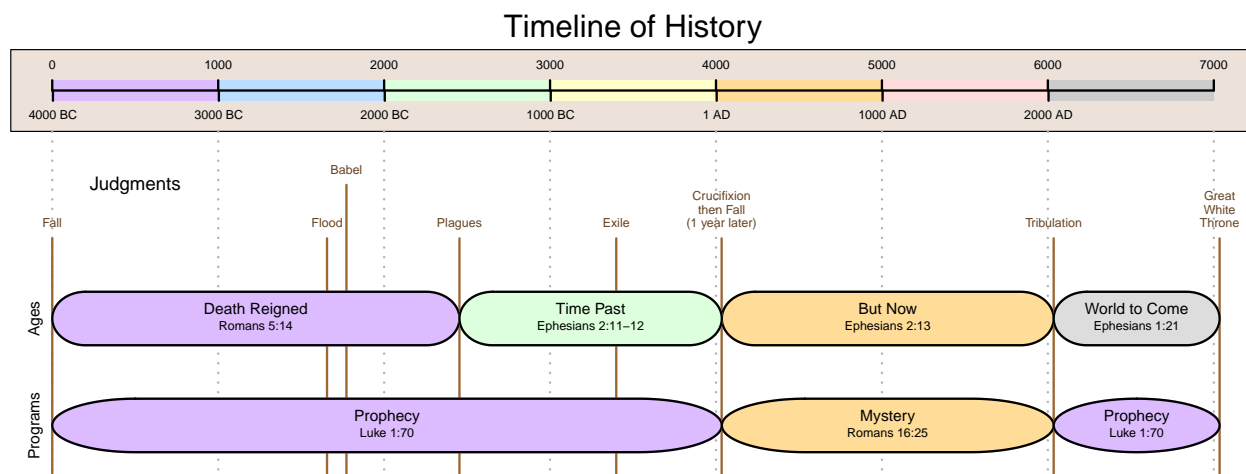 Timeline of History
0 1000 2000 3000 4000 5000 6000 7000
4000 BC 3000 BC 2000 BC 1000 BC 1 AD 1000 AD 2000 AD
Judgments
Fall
Flood
Babel
Plagues
Exile
Crucifixion
then Fall
(1 year later)
Tribulation
Great
White
Throne
Ages
Death Reigned
Romans 5:14
Time Past
Ephesians 2:11–12
But Now
Ephesians 2:13
World to Come
Ephesians 1:21
Programs
Prophecy
Luke 1:70
Mystery
Romans 16:25
Prophecy
Luke 1:70